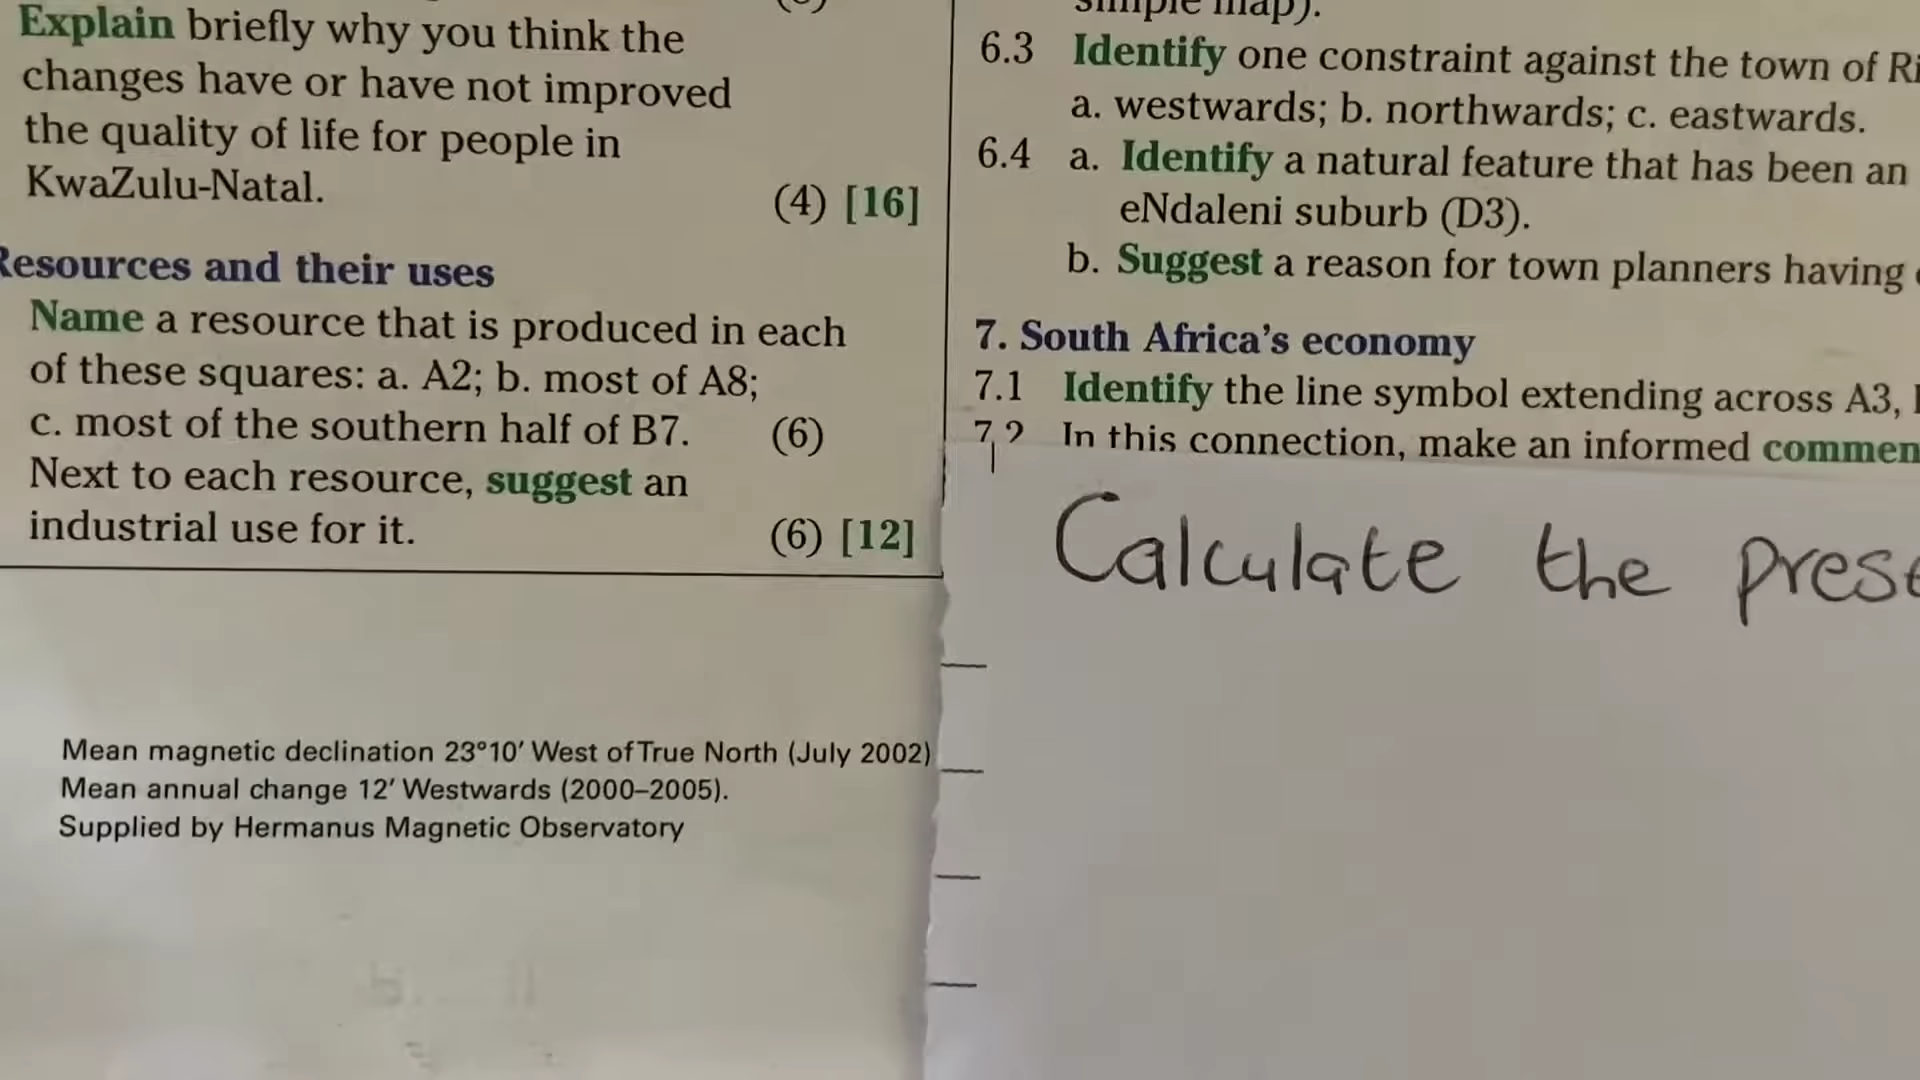 Explain briefly why you think the
changes have or have not improved
the quality of life for people in
KwaZulu-Natal. (4) [16]
Resources and their uses
Name a resource that is produced in each
of these squares: a. A2; b. most of A8;
c. most of the southern half of B7. (6)
Next to each resource, suggest an
industrial use for it. (6) [12]
Mean magnetic declination 23°10′ West of True North (July 2002)
Mean annual change 12′ Westwards (2000–2005).
Supplied by Hermanus Magnetic Observatory
simple map).
6.3 Identify one constraint against the town of Ri
a. westwards; b. northwards; c. eastwards.
6.4 a. Identify a natural feature that has been an
eNdaleni suburb (D3).
b. Suggest a reason for town planners having
7. South Africa's economy
7.1 Identify the line symbol extending across A3,
7.2 In this connection, make an informed commen
Calculate the prese